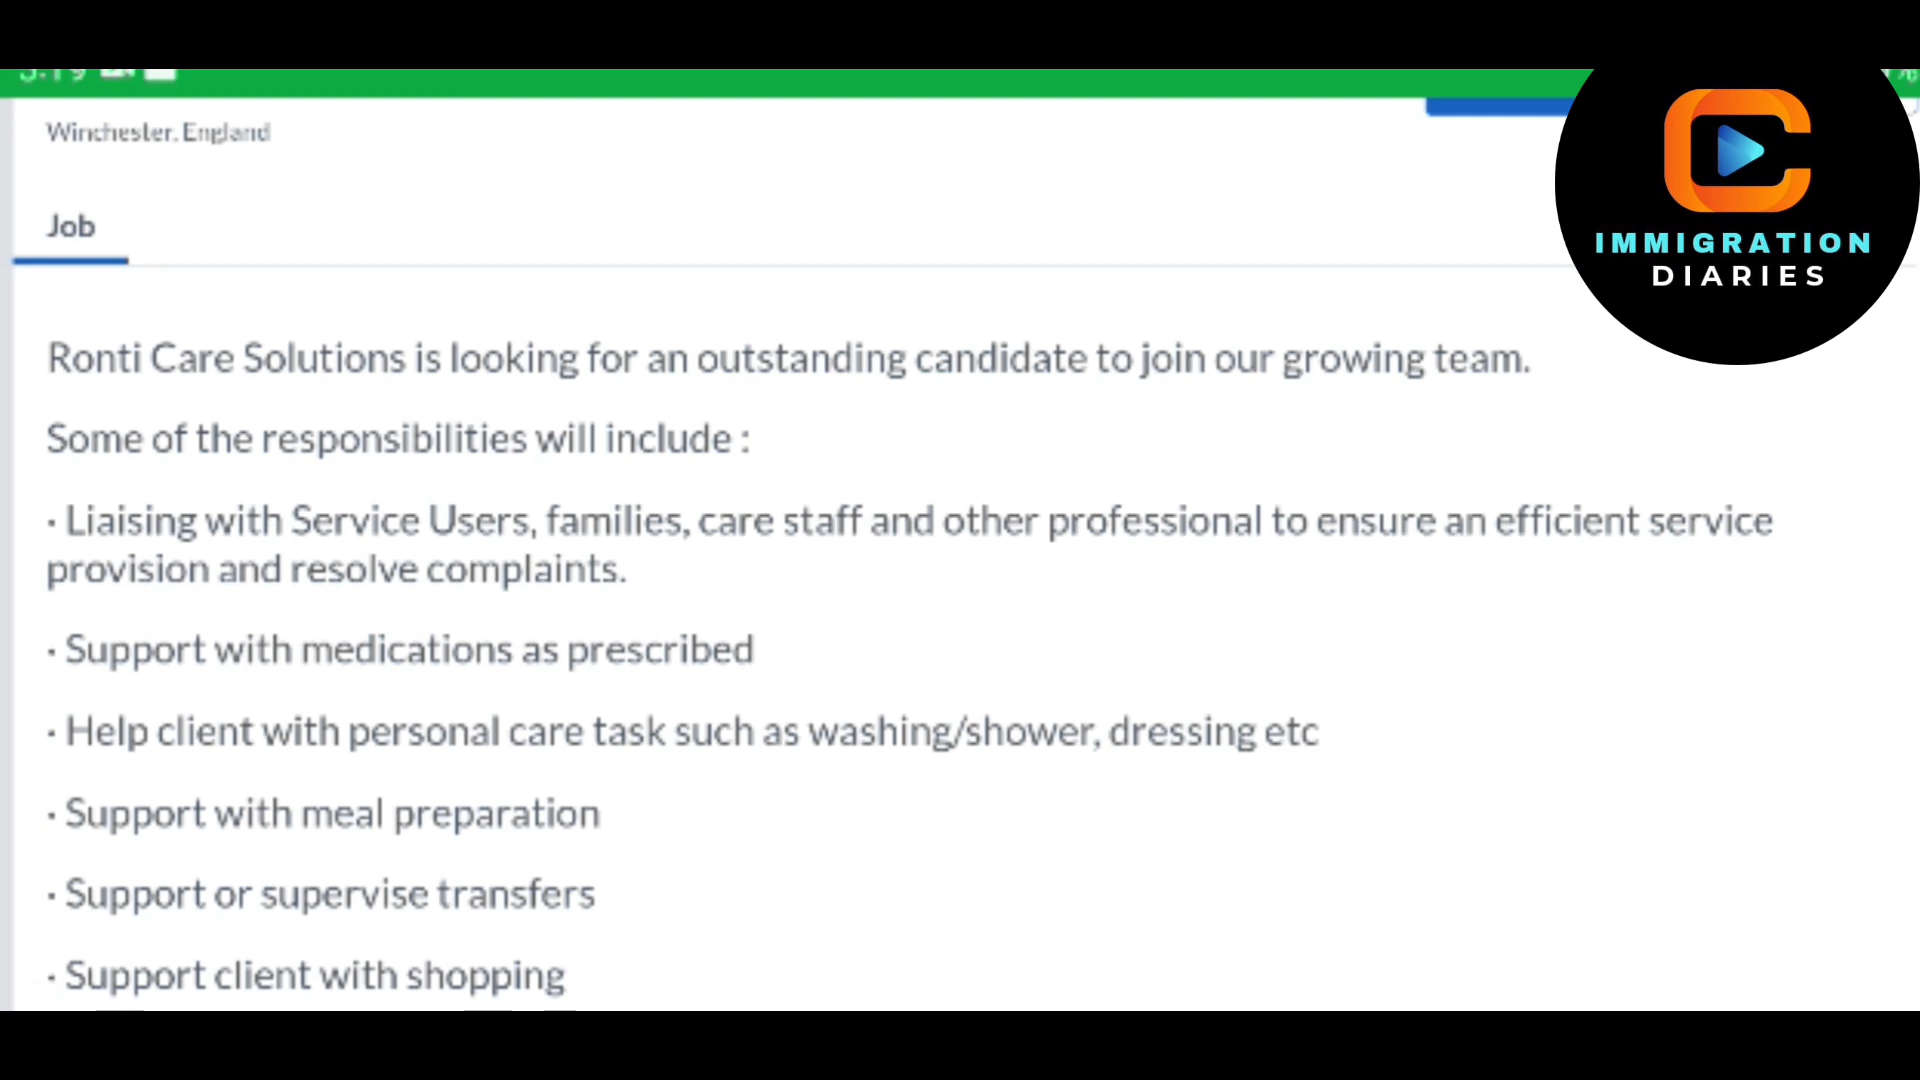 Winchester, England
IMMIGRATION
DIARIES
Job
Ronti Care Solutions is looking for an outstanding candidate to join our growing team.
Some of the responsibilities will include :
· Liaising with Service Users, families, care staff and other professional to ensure an efficient service
provision and resolve complaints.
· Support with medications as prescribed
· Help client with personal care task such as washing/shower, dressing etc
· Support with meal preparation
· Support or supervise transfers
· Support client with shopping